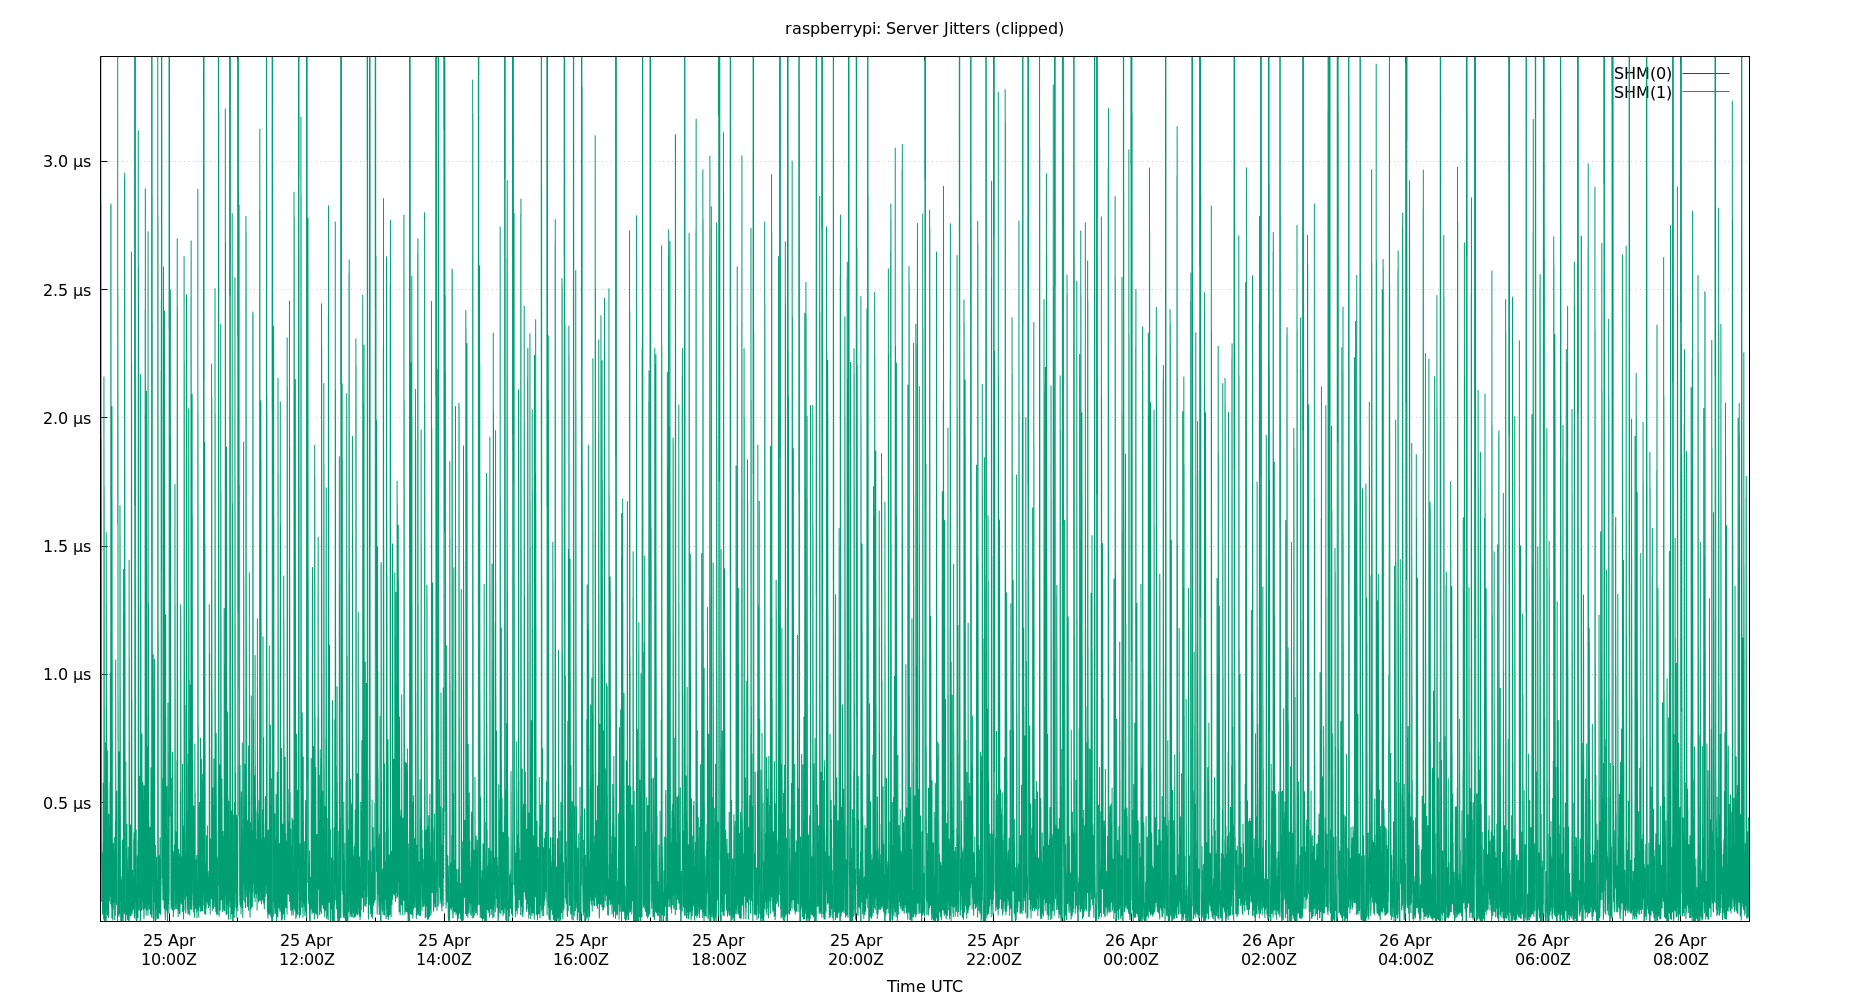 raspberrypi: Server Jitters (clipped)
SHM(0)
SHM(1)
3.0 µs
2.5 µs
2.0 µs
1.5 µs
1.0 µs
0.5 µs
25 Apr 25 Apr 25 Apr 25 Apr 25 Apr 25 Apr 25 Apr 26 Apr 26 Apr 26 Apr 26 Apr 26 Apr
10:00Z 12:00Z 14:00Z 16:00Z 18:00Z 20:00Z 22:00Z 00:00Z 02:00Z 04:00Z 06:00Z 08:00Z
Time UTC